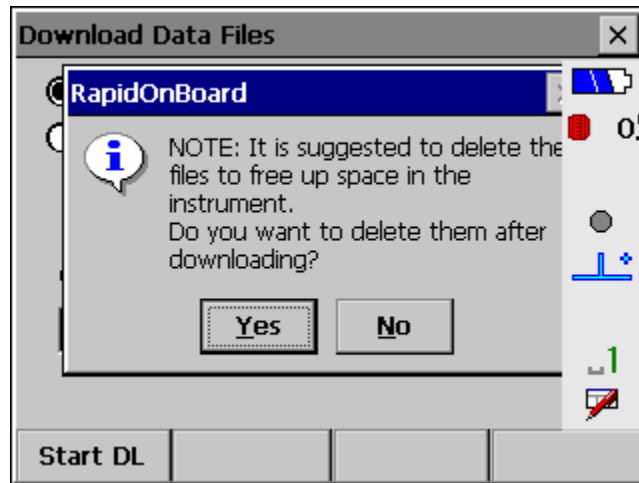 Download Data Files
RapidOnBoard
NOTE: It is suggested to delete the
files to free up space in the
instrument.
Do you want to delete them after
downloading?
Yes
No
1
Start DL